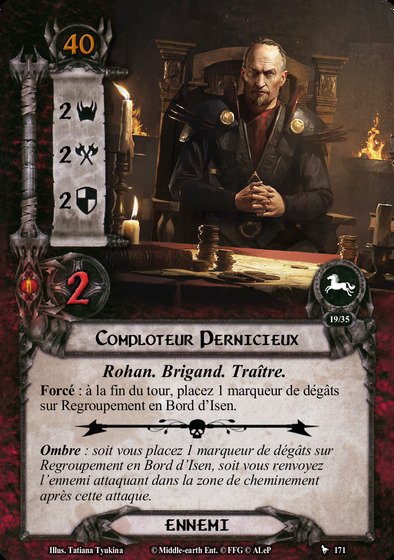 40
2
2
2
2
19/35
Comploteur Pernicieux
Rohan. Brigand. Traître.
Forcé : à la fin du tour, placez 1 marqueur de dégâts
sur Regroupement en Bord d'Isen.
Ombre : soit vous placez 1 marqueur de dégâts sur
Regroupement en Bord d'Isen, soit vous renvoyez
l'ennemi attaquant dans la zone de cheminement
après cette attaque.
ENNEMI
Illus. Tatiana Tyukina © Middle-earth Ent. © FFG © ALeP 171